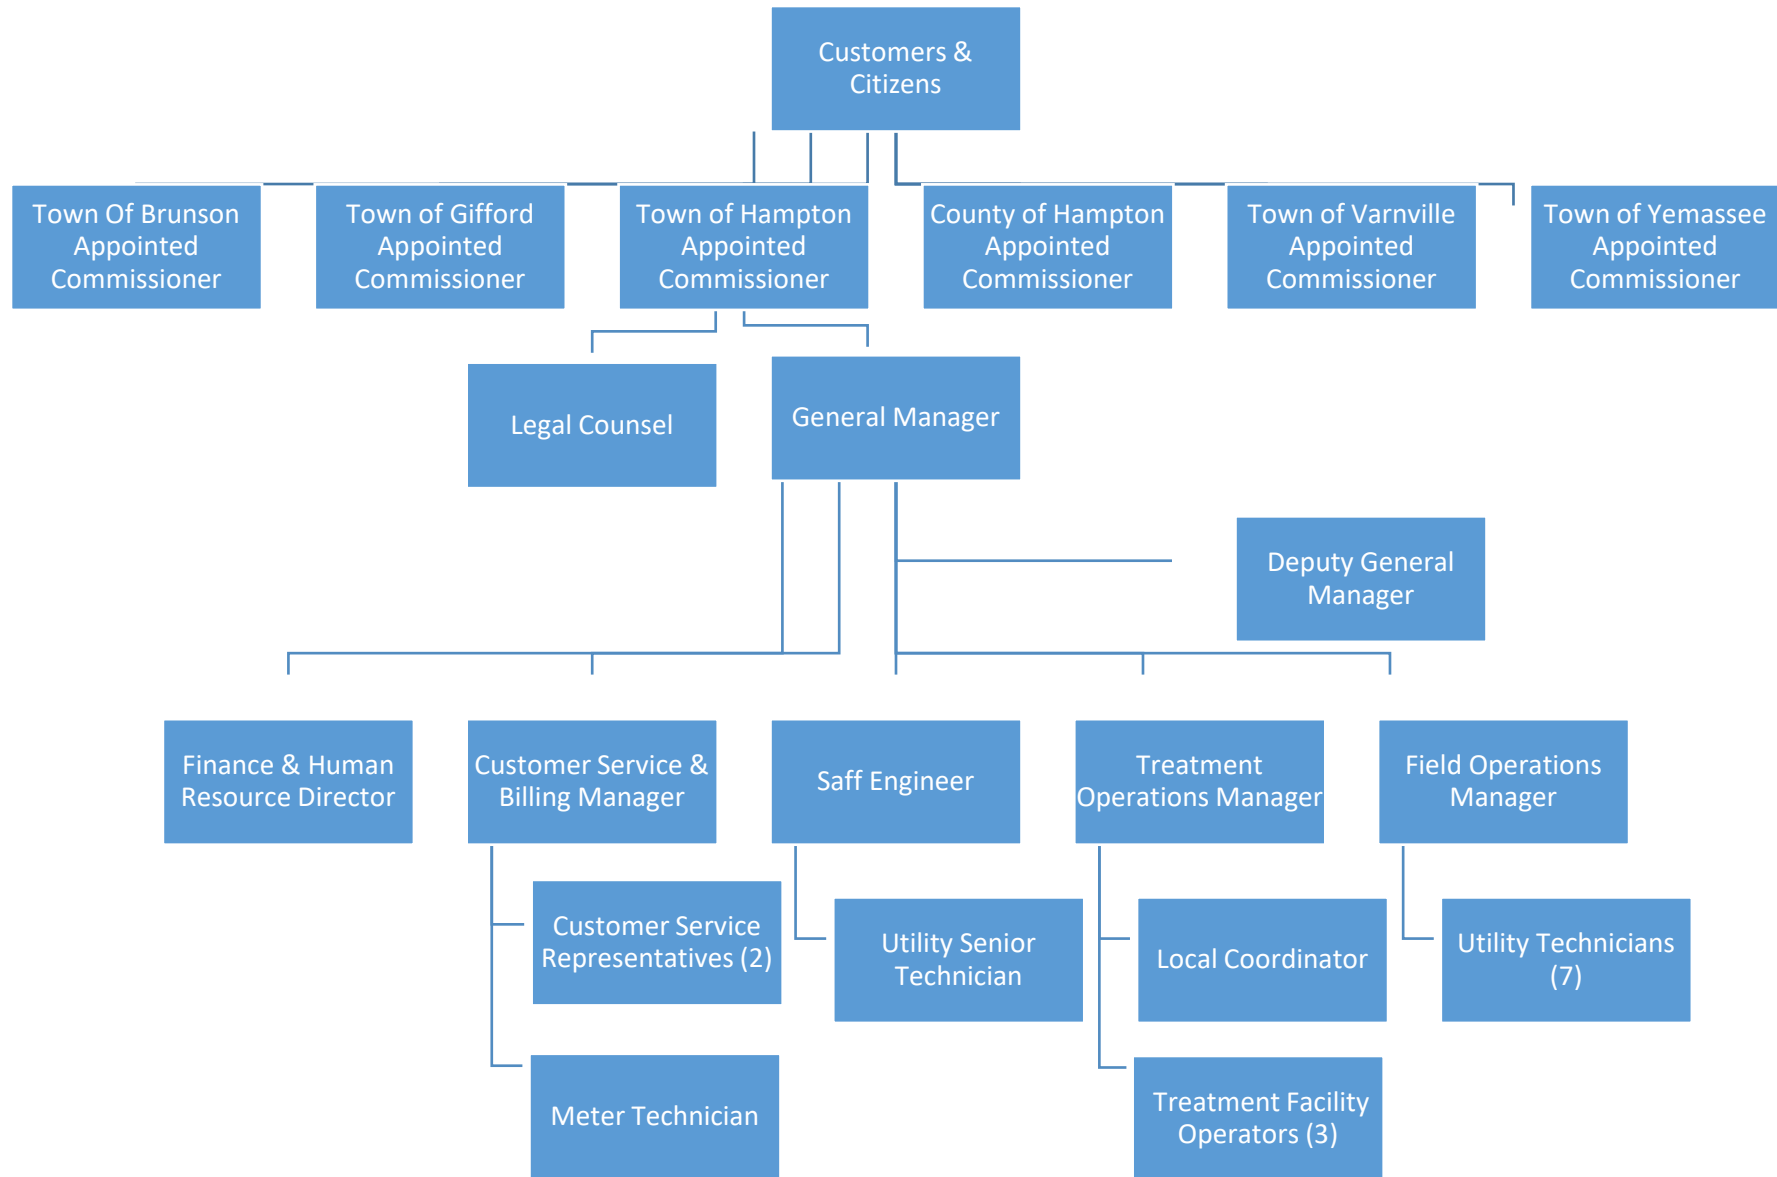 Customers &
Citizens
Town Of Brunson
Appointed
Commissioner
Town of Gifford
Appointed
Commissioner
Town of Hampton
Appointed
Commissioner
County of Hampton
Appointed
Commissioner
Town of Varnville
Appointed
Commissioner
Town of Yemassee
Appointed
Commissioner
Legal Counsel
General Manager
Deputy General
Manager
Finance & Human
Resource Director
Customer Service &
Billing Manager
Saff Engineer
Treatment
Operations Manager
Field Operations
Manager
Customer Service
Representatives (2)
Utility Senior
Technician
Local Coordinator
Utility Technicians
(7)
Meter Technician
Treatment Facility
Operators (3)